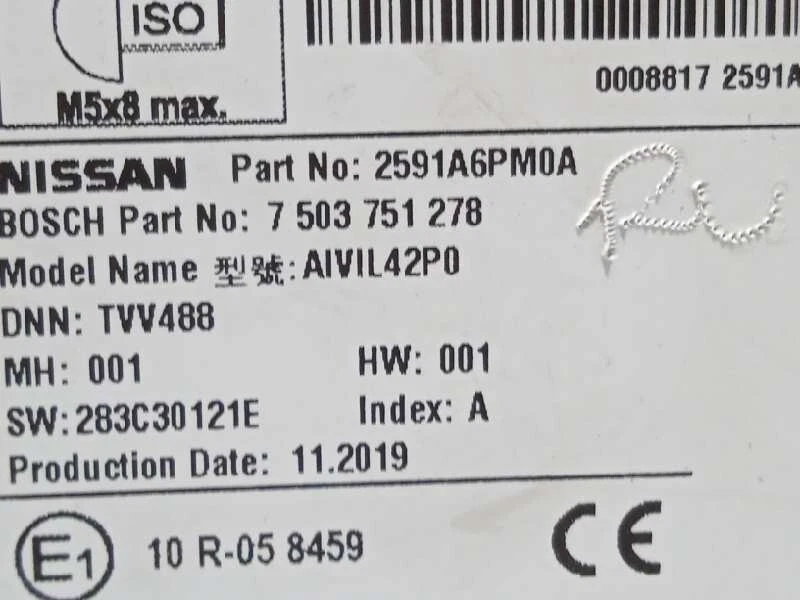 ISO
M5x8 max.
0008817 2591A
NISSAN Part No: 2591A6PM0A
BOSCH Part No: 7 503 751 278
Model Name 型號:AIVIL42P0
DNN: TVV488
MH: 001 HW: 001
SW:283C30121E Index: A
Production Date: 11.2019
E1 10 R-05 8459 CE